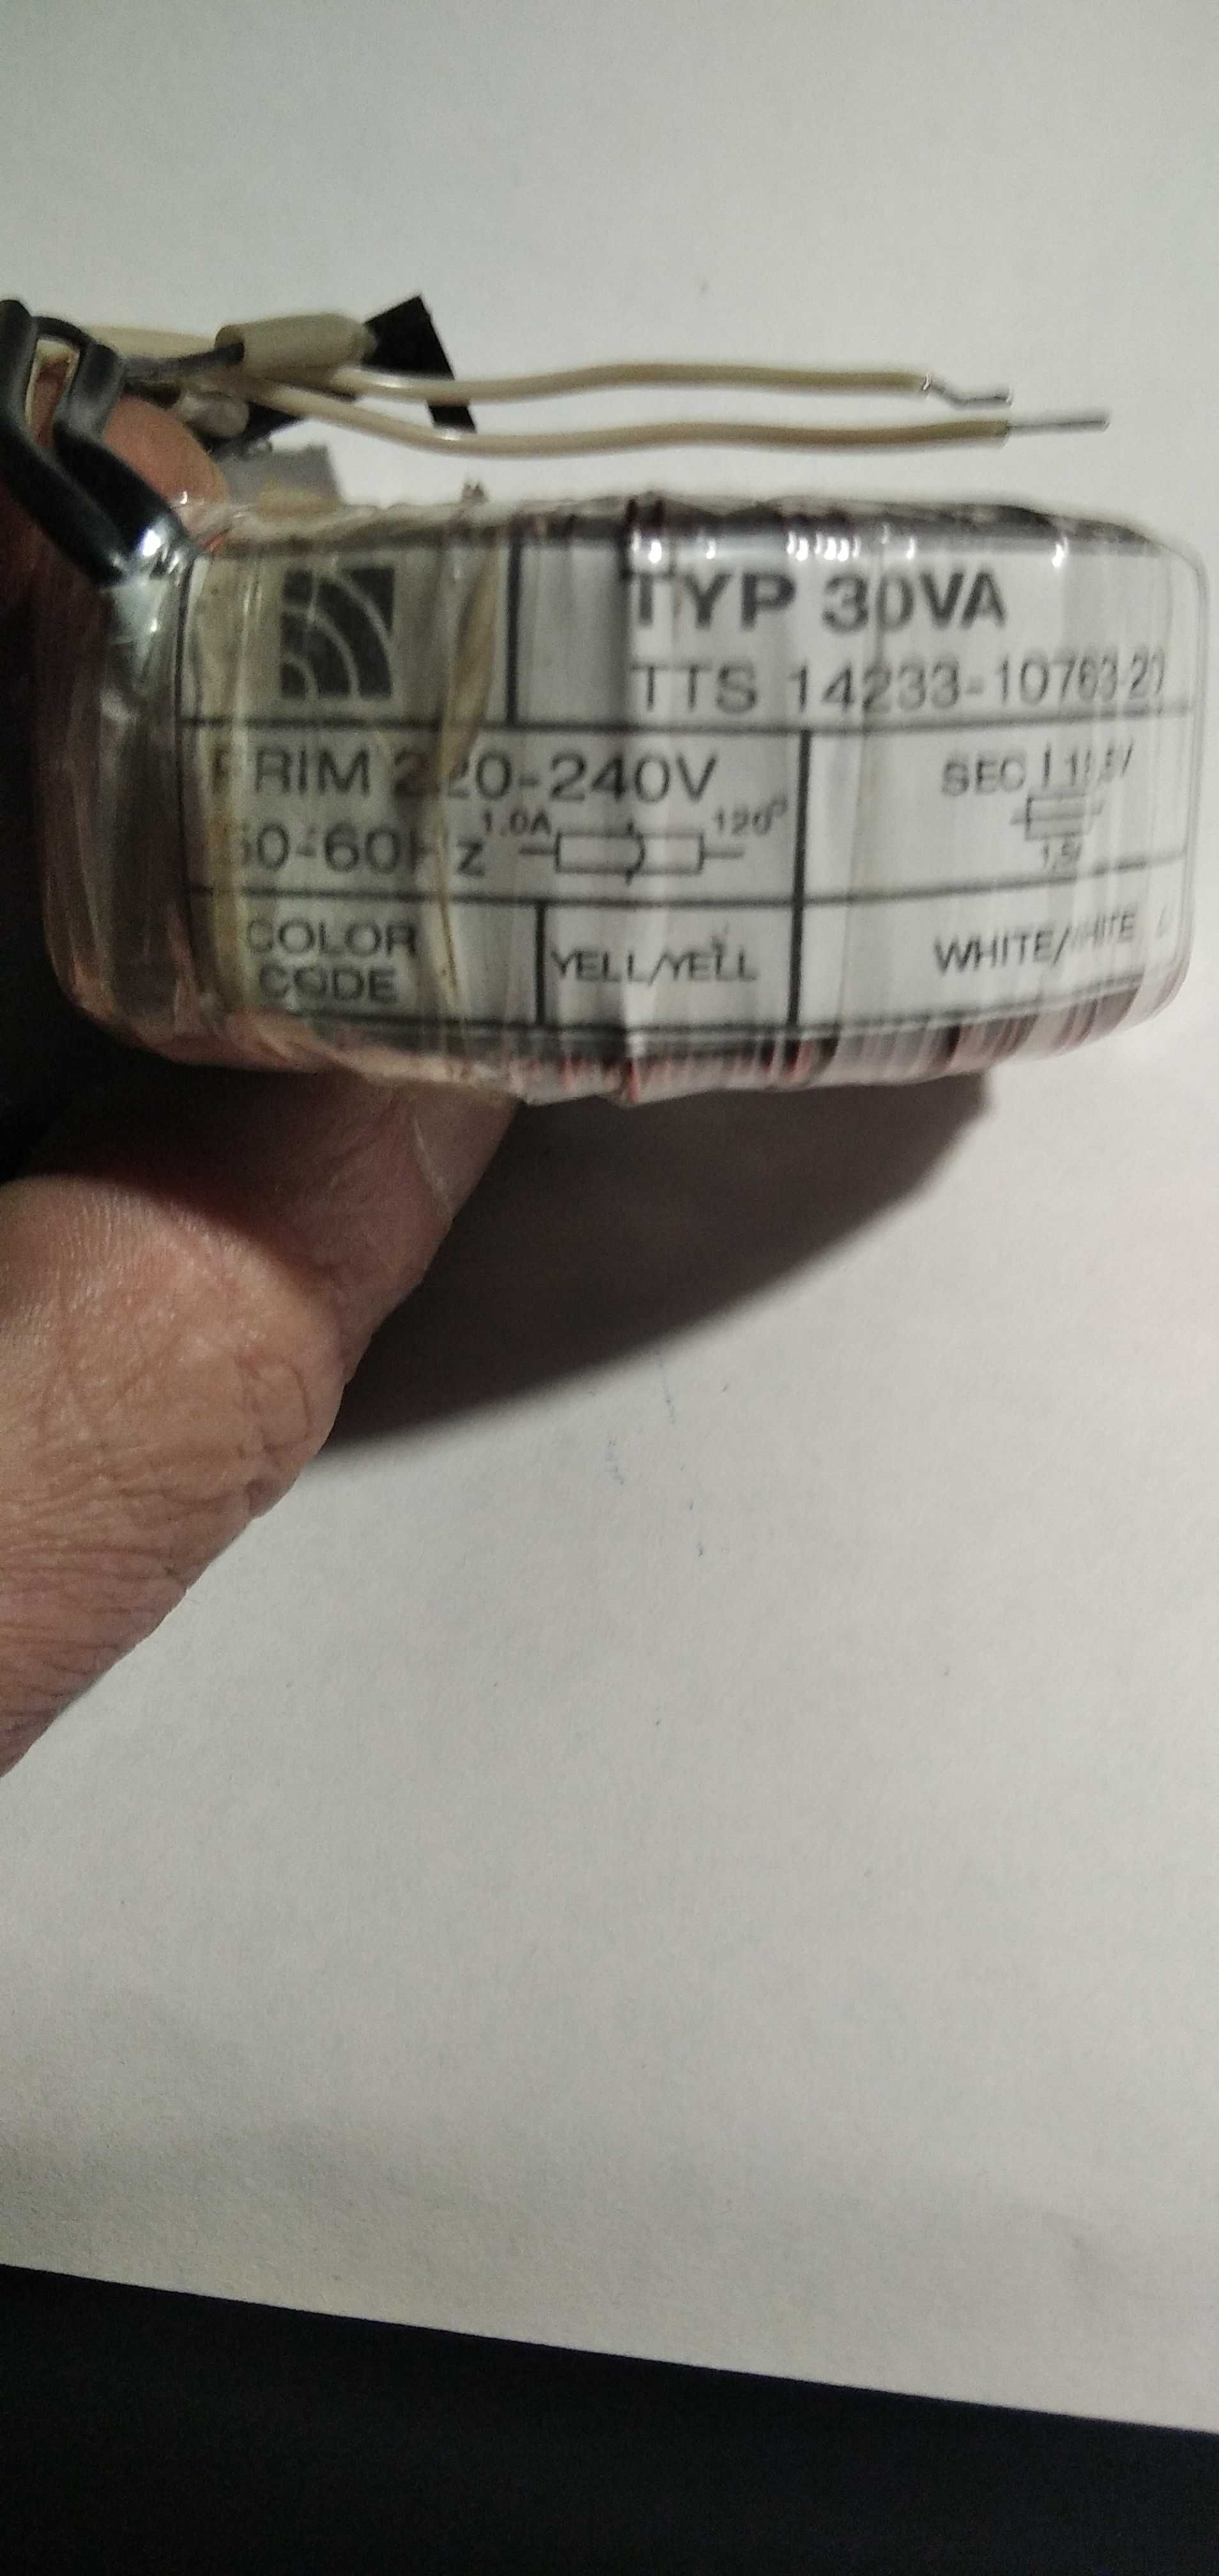 TYP 30VA
TTS 14233-10763-20
PRIM 220-240V
50-60Hz
1.0A
120°
SEC I
COLOR
CODE
YELL/YELL
WHITE/WHITE